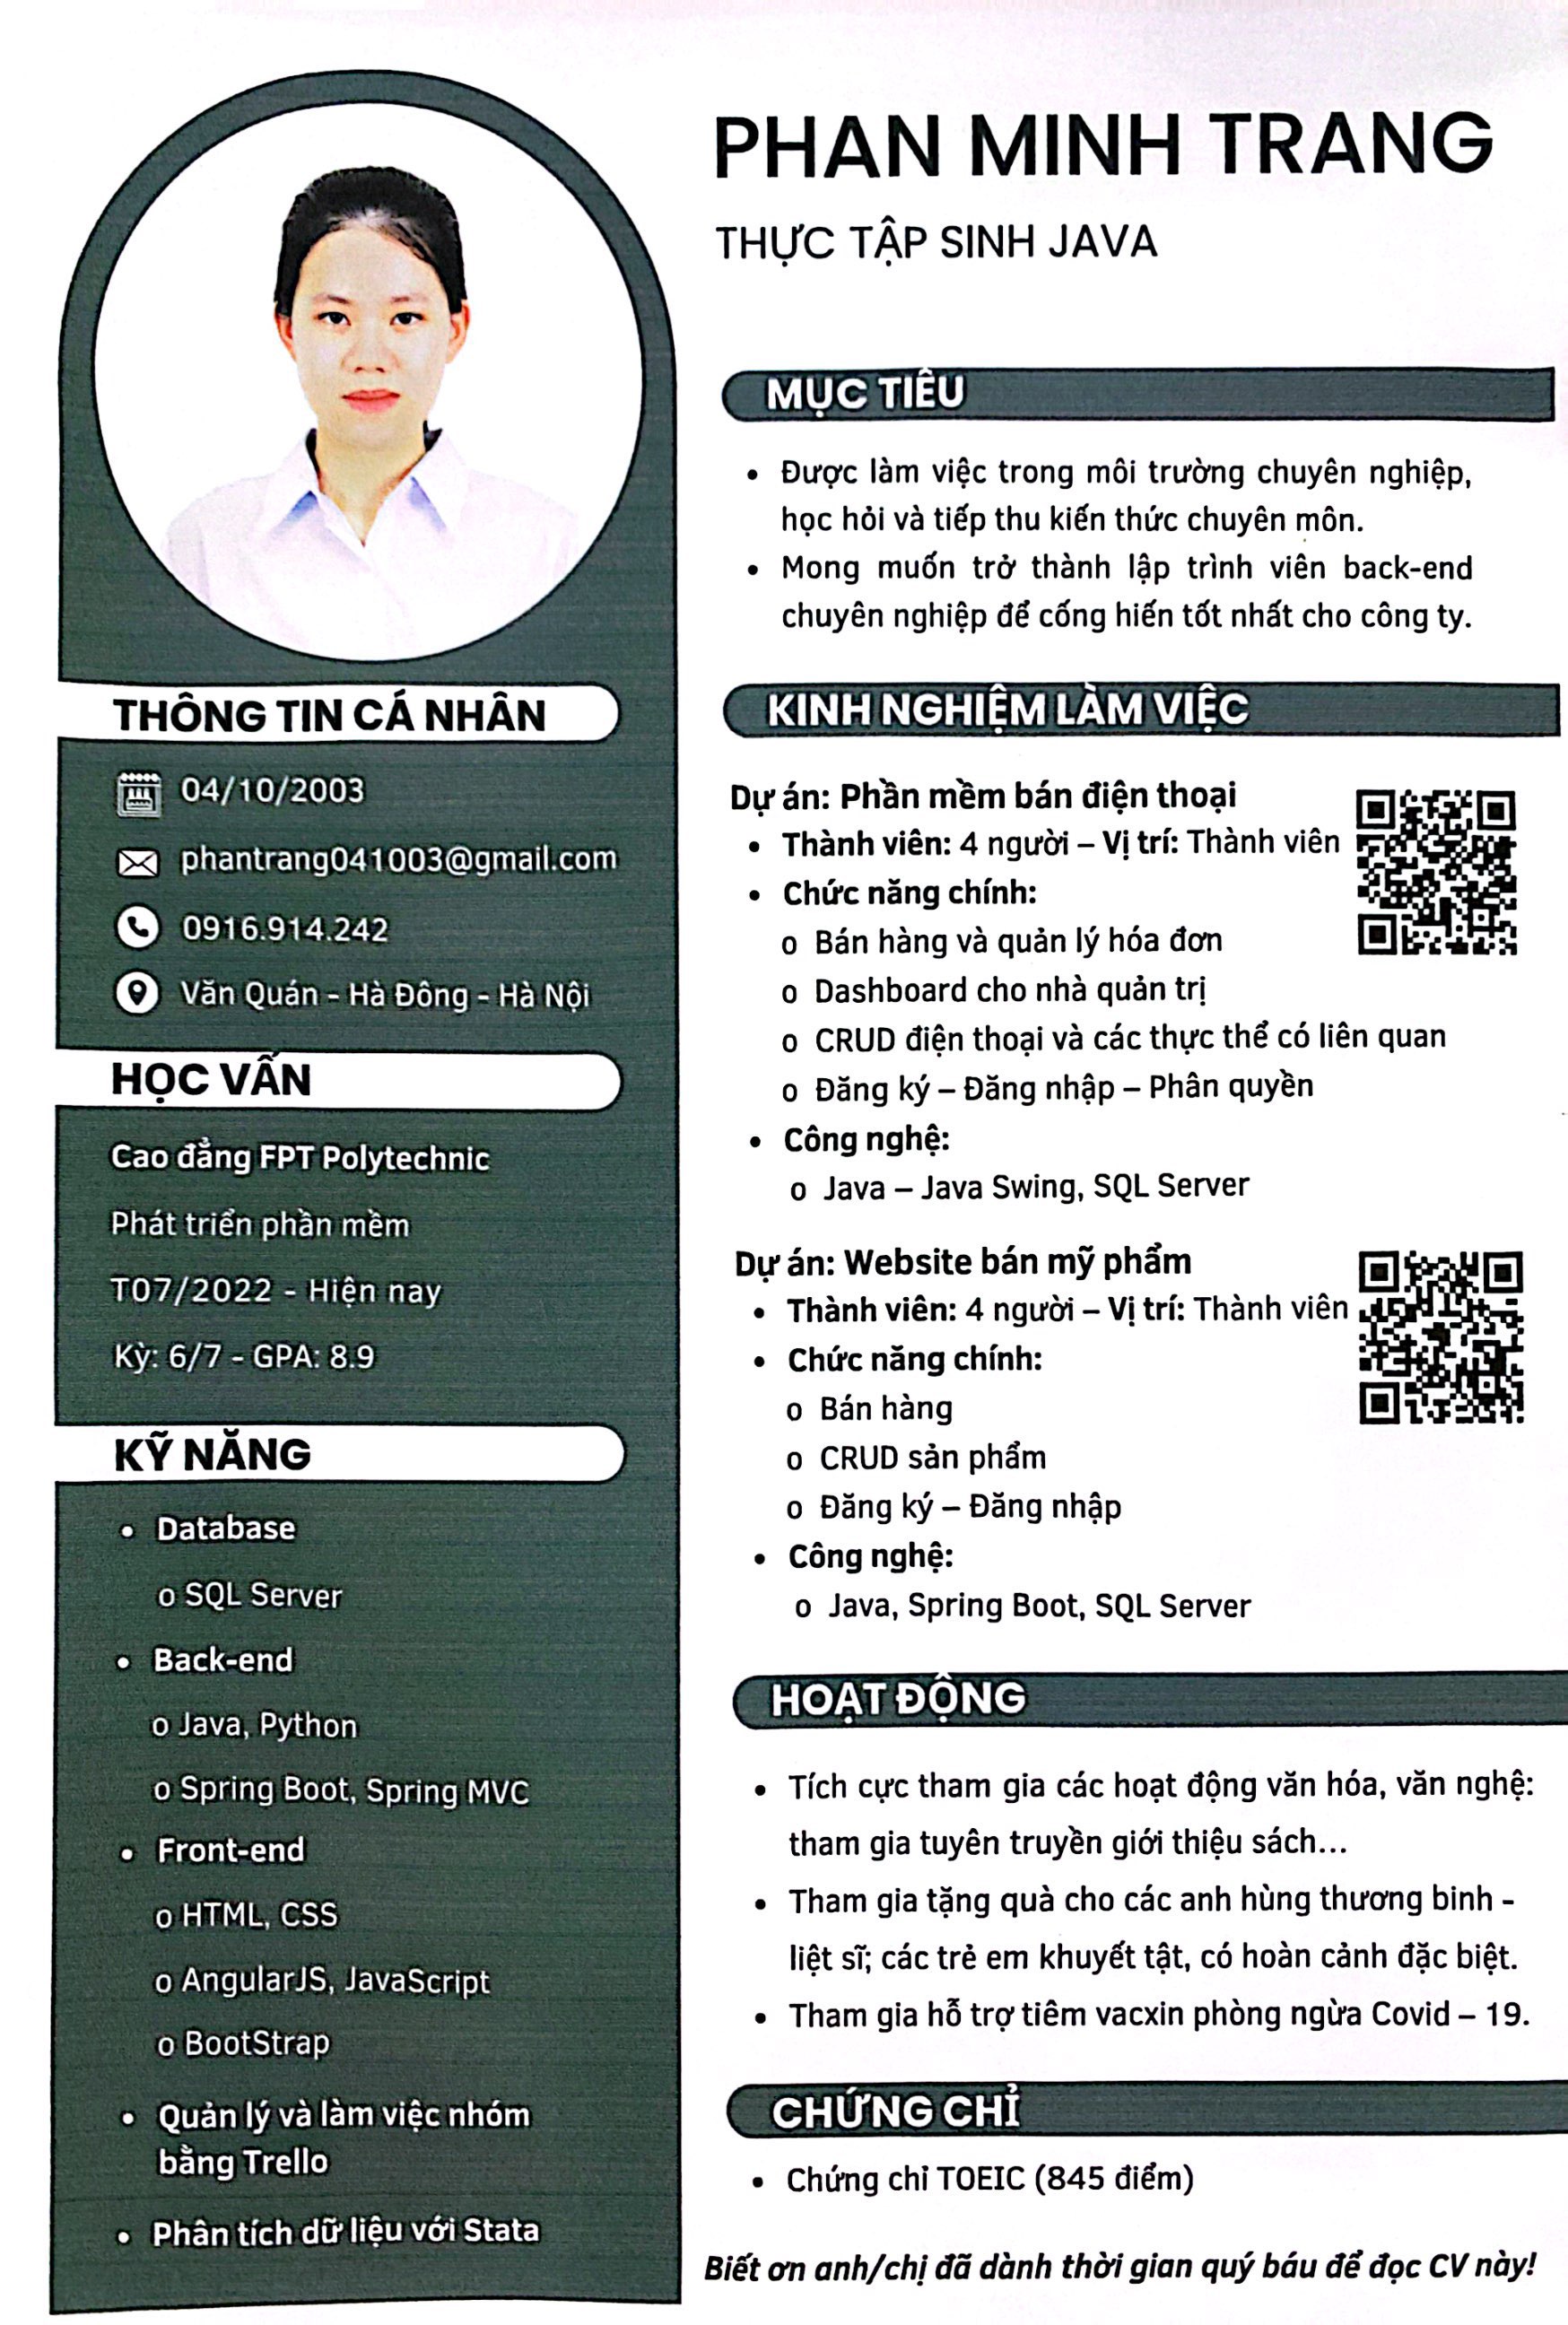 PHAN MINH TRANG
THỰC TẬP SINH JAVA
THÔNG TIN CÁ NHÂN
04/10/2003
phantrang041003@gmail.com
0916.914.242
Văn Quán - Hà Đông - Hà Nội
HỌC VẤN
Cao đẳng FPT Polytechnic
Phát triển phần mềm
T07/2022 - Hiện nay
Kỳ: 6/7 - GPA: 8.9
KỸ NĂNG
• Database
o SQL Server
• Back-end
o Java, Python
o Spring Boot, Spring MVC
• Front-end
o HTML, CSS
o AngularJS, JavaScript
o BootStrap
• Quản lý và làm việc nhóm
bằng Trello
• Phân tích dữ liệu với Stata
MỤC TIÊU
• Được làm việc trong môi trường chuyên nghiệp,
học hỏi và tiếp thu kiến thức chuyên môn.
• Mong muốn trở thành lập trình viên back-end
chuyên nghiệp để cống hiến tốt nhất cho công ty.
KINH NGHIỆM LÀM VIỆC
Dự án: Phần mềm bán điện thoại
• Thành viên: 4 người – Vị trí: Thành viên
• Chức năng chính:
o Bán hàng và quản lý hóa đơn
o Dashboard cho nhà quản trị
o CRUD điện thoại và các thực thể có liên quan
o Đăng ký – Đăng nhập – Phân quyền
• Công nghệ:
o Java – Java Swing, SQL Server
Dự án: Website bán mỹ phẩm
• Thành viên: 4 người – Vị trí: Thành viên
• Chức năng chính:
o Bán hàng
o CRUD sản phẩm
o Đăng ký – Đăng nhập
• Công nghệ:
o Java, Spring Boot, SQL Server
HOẠT ĐỘNG
• Tích cực tham gia các hoạt động văn hóa, văn nghệ:
tham gia tuyên truyền giới thiệu sách...
• Tham gia tặng quà cho các anh hùng thương binh -
liệt sĩ; các trẻ em khuyết tật, có hoàn cảnh đặc biệt.
• Tham gia hỗ trợ tiêm vacxin phòng ngừa Covid – 19.
CHỨNG CHỈ
• Chứng chỉ TOEIC (845 điểm)
Biết ơn anh/chị đã dành thời gian quý báu để đọc CV này!